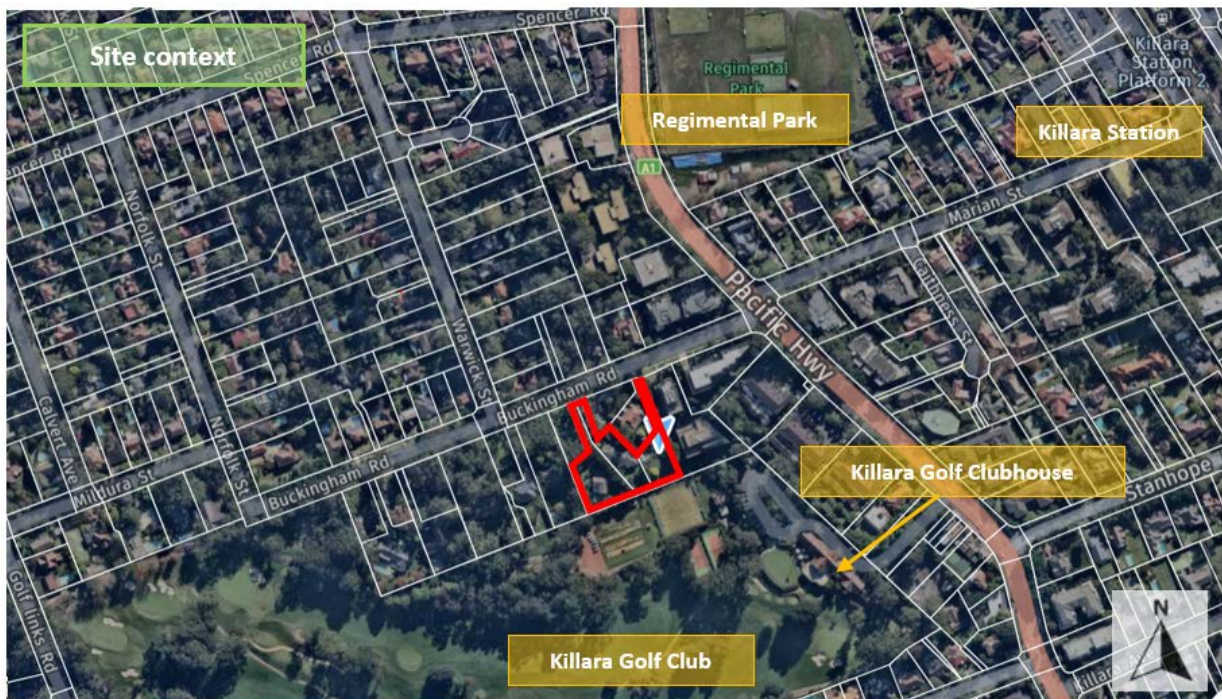 Site context
Spencer Rd
Spencer Rd
Spencer Rd
Regimental
Park
Regimental Park
Killara
Station
Platform 2
Killara Station
A1
Norfolk St
Marian St
Caithness St
Pacific Hwy
Warwick St
Buckingham Rd
Calvert Ave
Norfolk St
Mildura St
Buckingham Rd
Killara Golf Clubhouse
Stanhope
Golf links Rd
Killara Golf Club
N